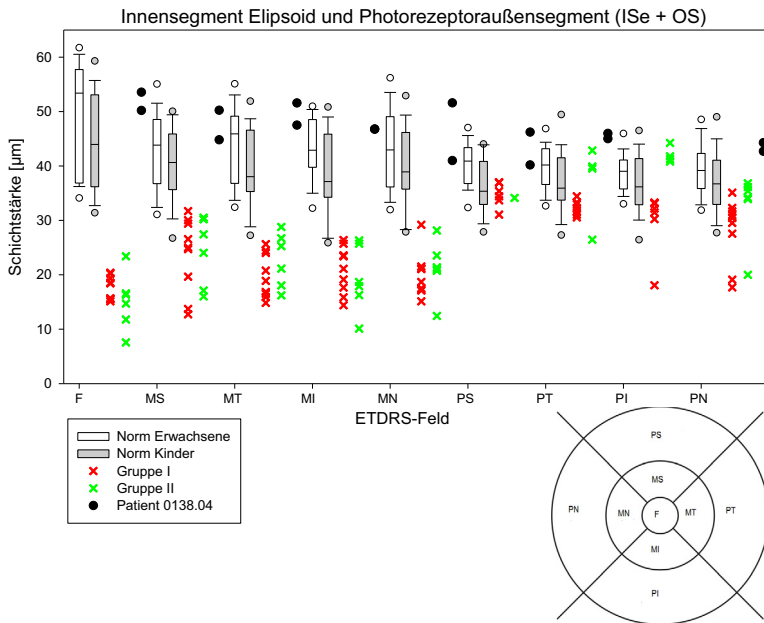 Innensegment Elipsoid und Photorezeptoraußensegment (ISe + OS)
Schichtstärke [µm]
60
50
40
30
20
10
0
F MS MT MI MN PS PT PI PN
ETDRS-Feld
Norm Erwachsene
Norm Kinder
Gruppe I
Gruppe II
Patient 0138.04
PS
MS
PN MN F MT PT
MI
PI